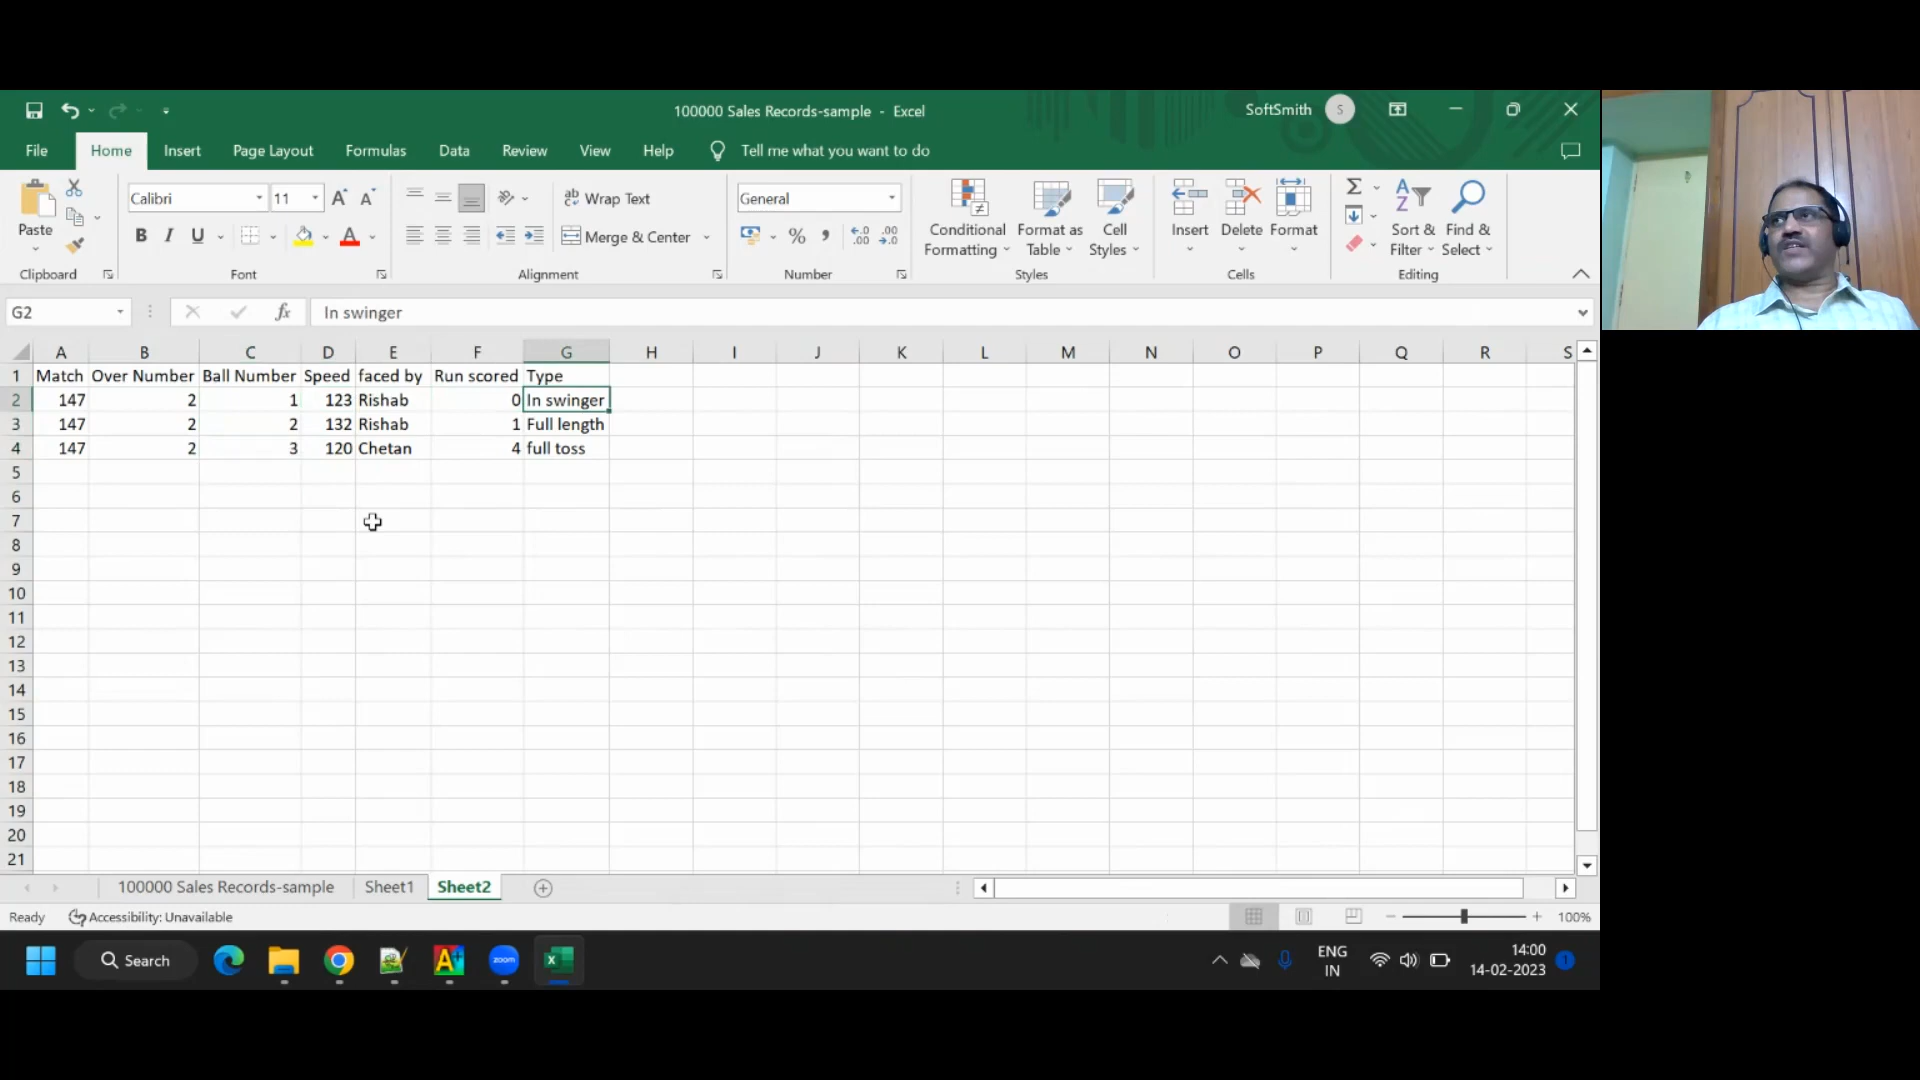 100000 Sales Records-sample - Excel
SoftSmith
S
File Home Insert Page Layout Formulas Data Review View Help Tell me what you want to do
Paste
Clipboard
Calibri 11
B I U
Font
Wrap Text
Merge & Center
Alignment
General
Number
Conditional Formatting
Format as Table
Cell Styles
Styles
Insert Delete Format
Cells
Sort & Filter
Find & Select
Editing
G2 fx In swinger
A B C D E F G H I J K L M N O P Q R S
1 Match Over Number Ball Number Speed faced by Run scored Type
2 147 2 1 123 Rishab 0 In swinger
3 147 2 2 132 Rishab 1 Full length
4 147 2 3 120 Chetan 4 full toss
5
6
7
8
9
10
11
12
13
14
15
16
17
18
19
20
21
100000 Sales Records-sample Sheet1 Sheet2
Ready Accessibility: Unavailable 100%
Search
zoom
ENG
IN
14:00
14-02-2023
1